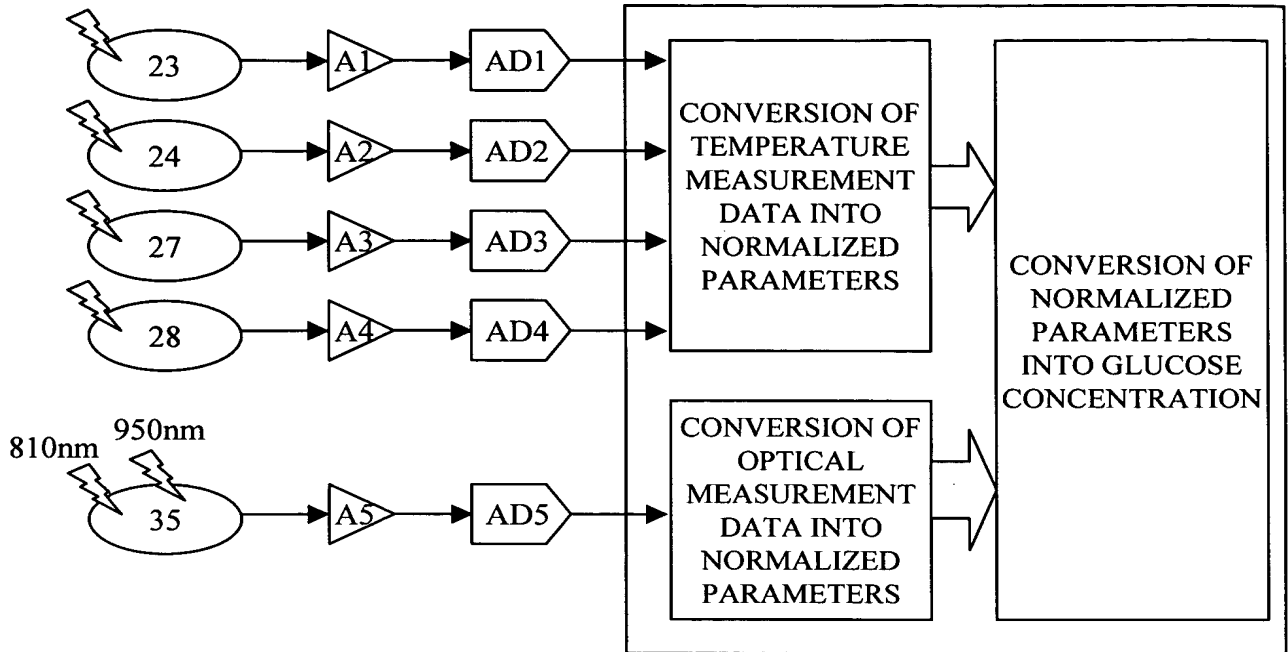 23 A1 AD1
24 A2 AD2
27 A3 AD3
28 A4 AD4
CONVERSION OF
TEMPERATURE
MEASUREMENT
DATA INTO
NORMALIZED
PARAMETERS
810nm 950nm
35 A5 AD5
CONVERSION OF
OPTICAL
MEASUREMENT
DATA INTO
NORMALIZED
PARAMETERS
CONVERSION OF
NORMALIZED
PARAMETERS
INTO GLUCOSE
CONCENTRATION